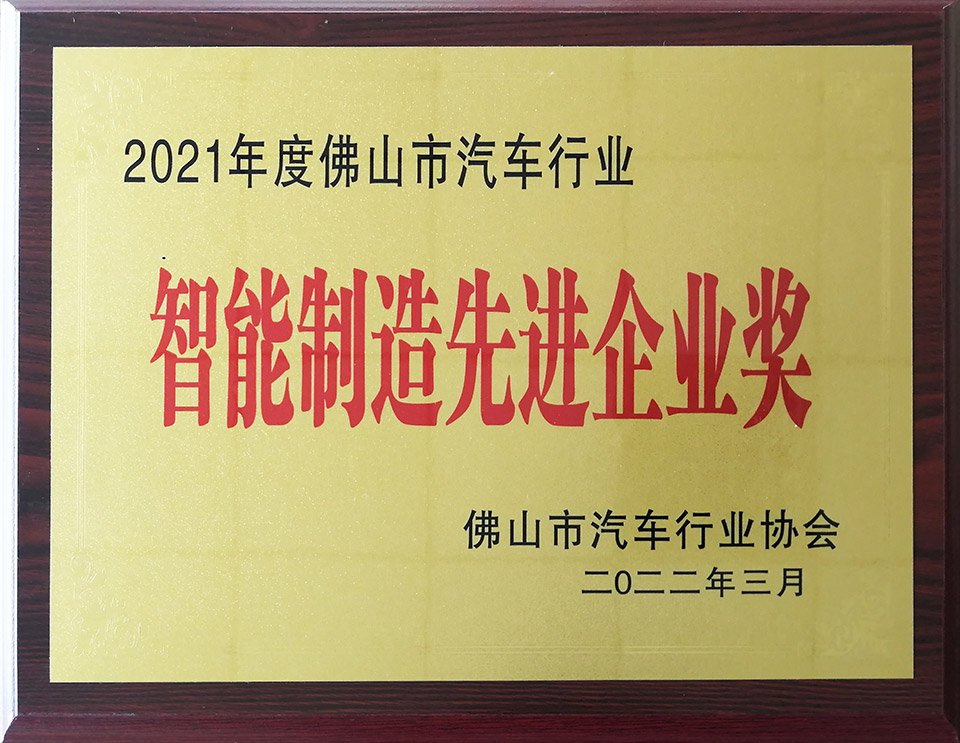 2021年度佛山市汽车行业
智能制造先进企业奖
佛山市汽车行业协会
二〇二二年三月